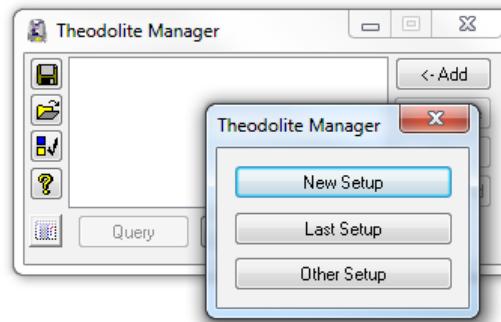 Theodolite Manager
<- Add
Theodolite Manager
New Setup
Last Setup
Query
Other Setup